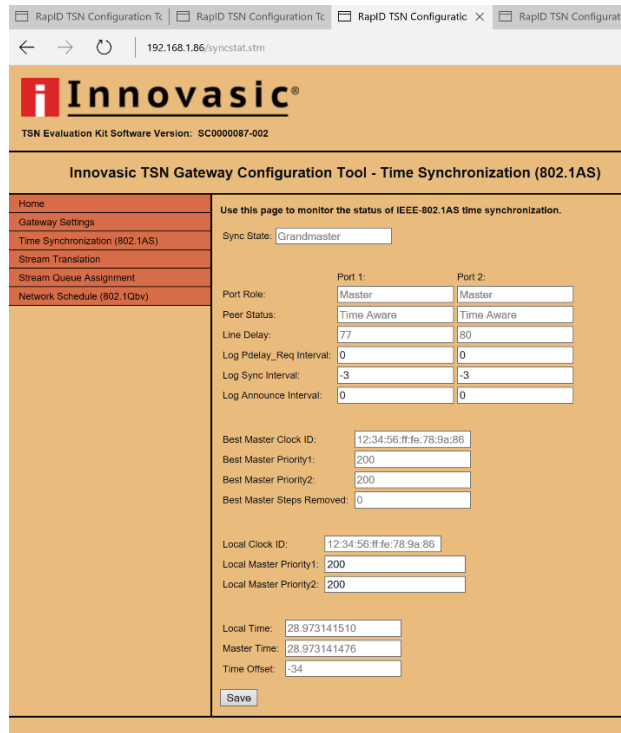 RapID TSN Configuration Tc RapID TSN Configuration Tc RapID TSN Configuratic RapID TSN Configurat
192.168.1.86/syncstat.stm
i Innovasic®
TSN Evaluation Kit Software Version: SC0000087-002
Innovasic TSN Gateway Configuration Tool - Time Synchronization (802.1AS)
Home
Gateway Settings
Time Synchronization (802.1AS)
Stream Translation
Stream Queue Assignment
Network Schedule (802.1Qbv)
Use this page to monitor the status of IEEE-802.1AS time synchronization.
Sync State: Grandmaster
Port 1: Port 2:
Port Role: Master Master
Peer Status: Time Aware Time Aware
Line Delay: 77 80
Log Pdelay_Req Interval: 0 0
Log Sync Interval: -3 -3
Log Announce Interval: 0 0
Best Master Clock ID: 12:34:56:ff:fe:78:9a:86
Best Master Priority1: 200
Best Master Priority2: 200
Best Master Steps Removed: 0
Local Clock ID: 12:34:56:ff:fe:78:9a:86
Local Master Priority1: 200
Local Master Priority2: 200
Local Time: 28.973141510
Master Time: 28.973141476
Time Offset: -34
Save